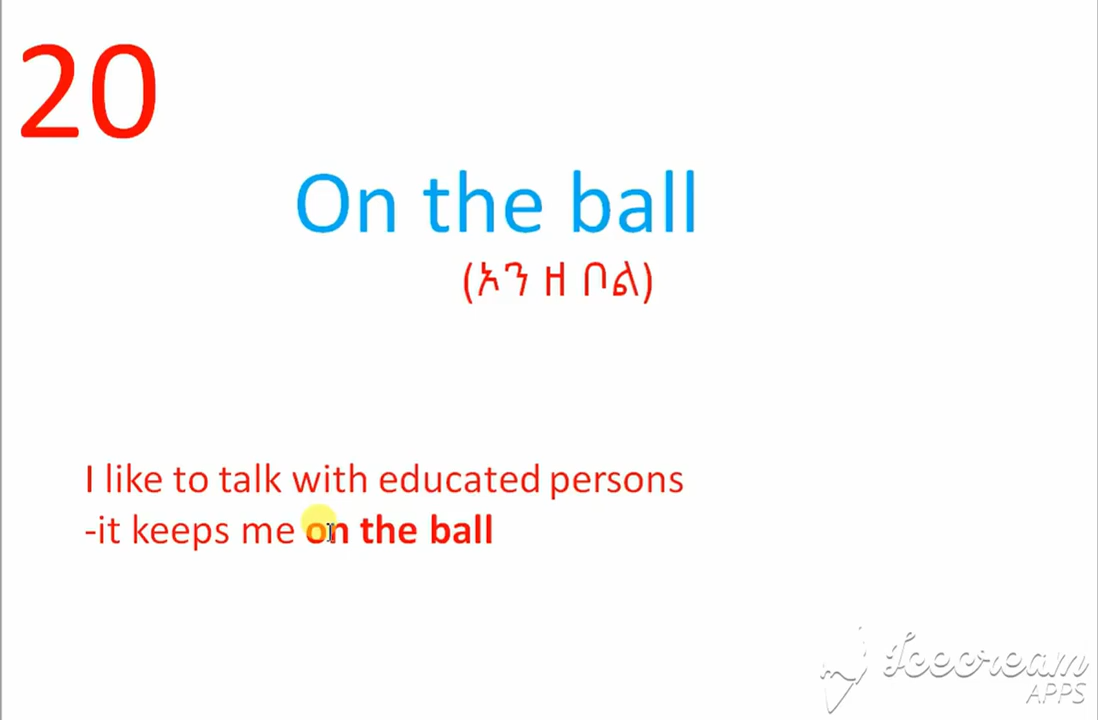 20
On the ball
(ኦን ዘ ቦል)
I like to talk with educated persons
-it keeps me on the ball
Icecream
APPS